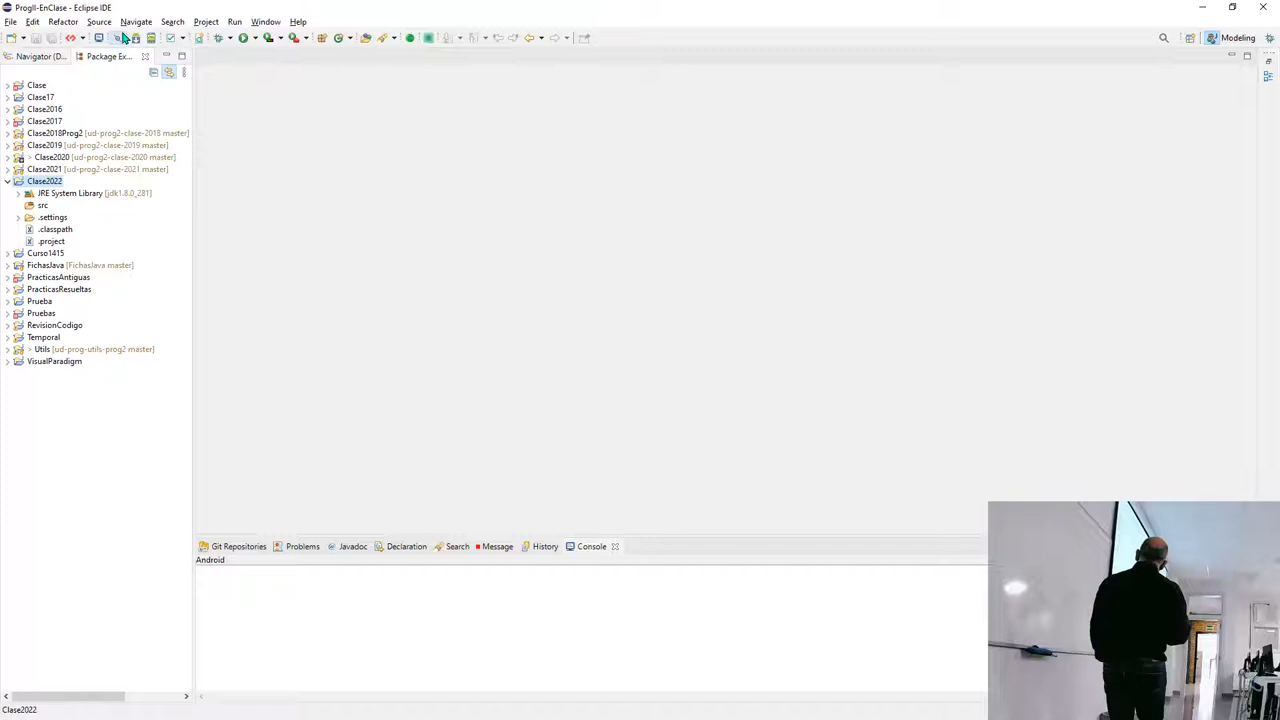 ProgII-EnClase - Eclipse IDE
File Edit Refactor Source Navigate Search Project Run Window Help
Modeling
Navigator (D... Package Ex...
Clase
Clase17
Clase2016
Clase2017
Clase2018Prog2 [ud-prog2-clase-2018 master]
Clase2019 [ud-prog2-clase-2019 master]
> Clase2020 [ud-prog2-clase-2020 master]
Clase2021 [ud-prog2-clase-2021 master]
Clase2022
JRE System Library [jdk1.8.0_281]
src
.settings
.classpath
.project
Curso1415
FichasJava [FichasJava master]
PracticasAntiguas
PracticasResueltas
Prueba
Pruebas
RevisionCodigo
Temporal
> Utils [ud-prog-utils-prog2 master]
VisualParadigm
Git Repositories Problems Javadoc Declaration Search Message History Console
Android
Clase2022